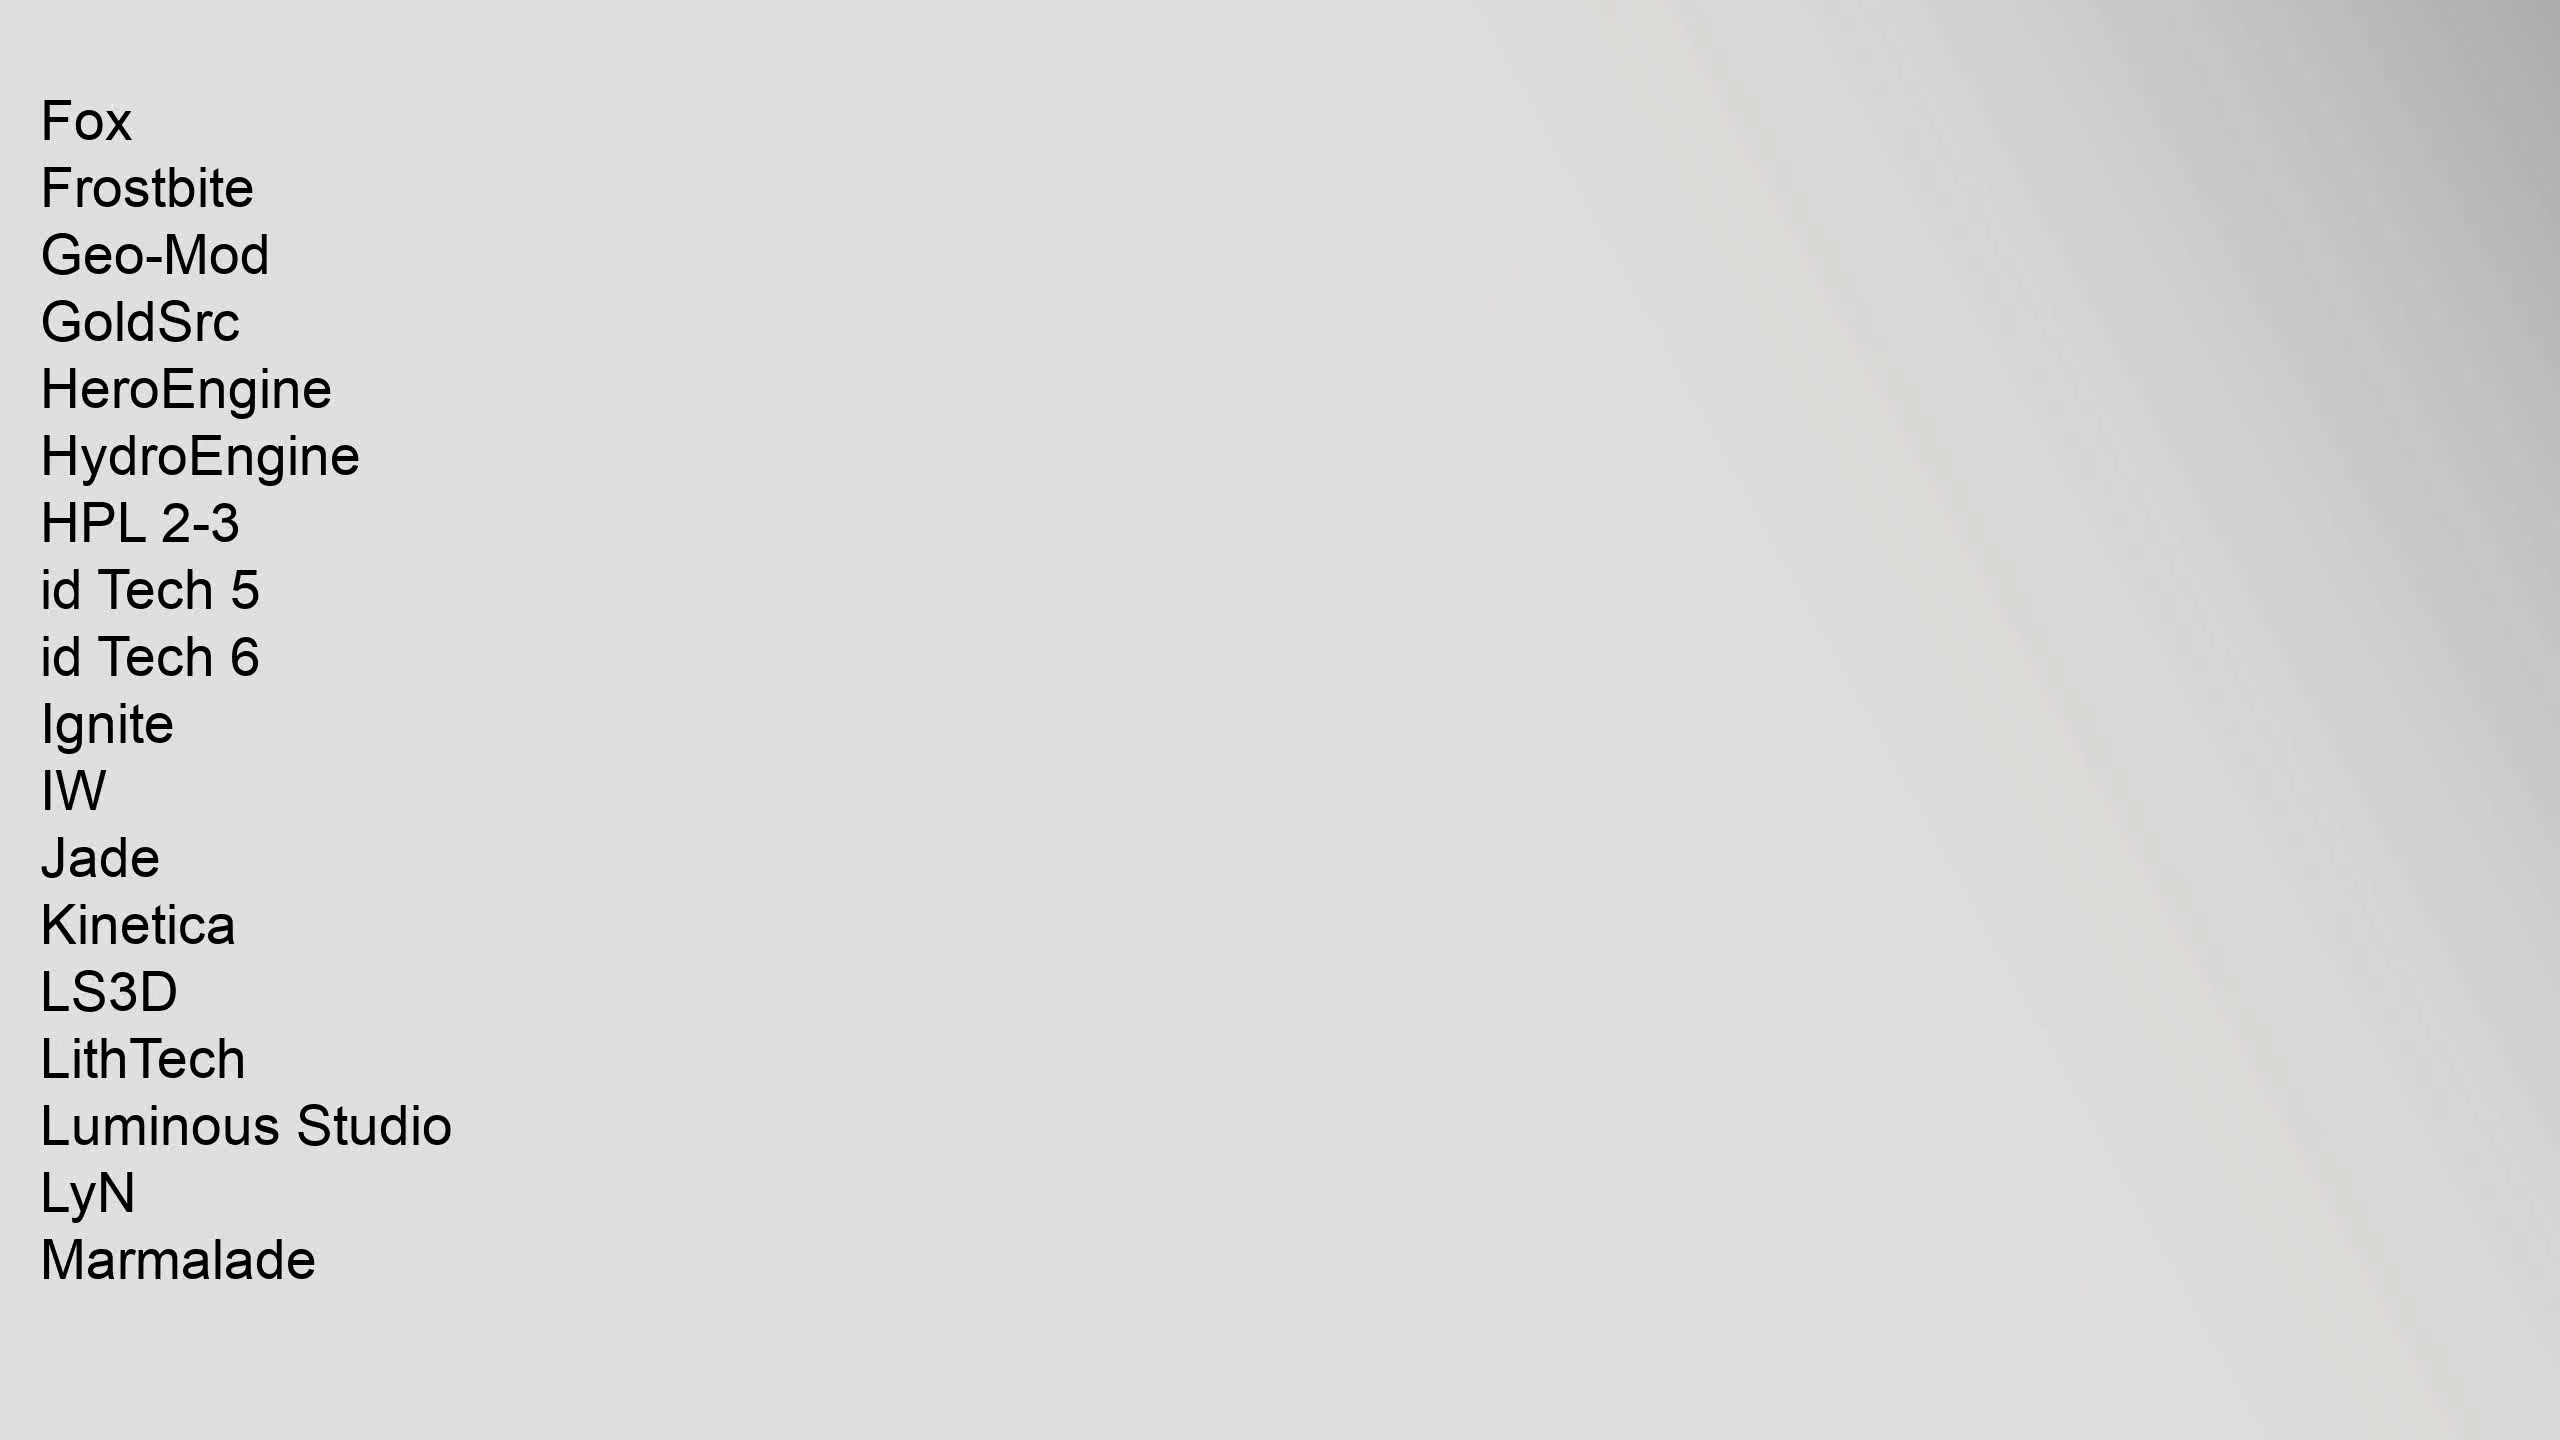 Fox
Frostbite
Geo-Mod
GoldSrc
HeroEngine
HydroEngine
HPL 2-3
id Tech 5
id Tech 6
Ignite
IW
Jade
Kinetica
LS3D
LithTech
Luminous Studio
LyN
Marmalade